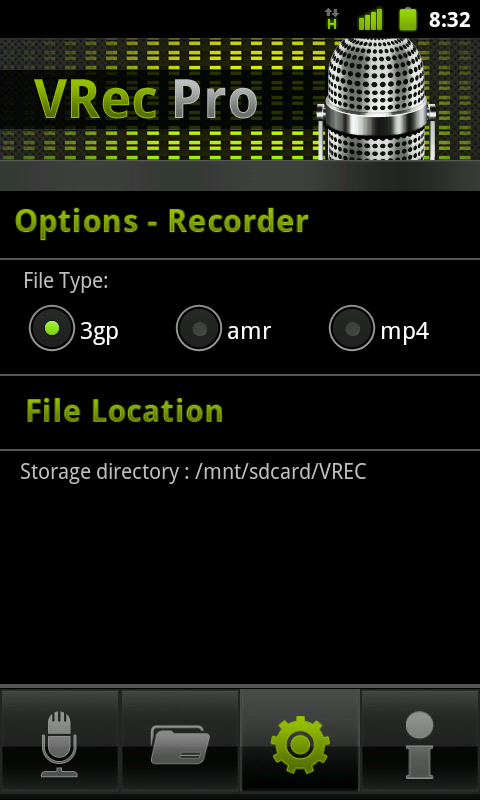 H 8:32
VRec Pro
Options - Recorder
File Type:
3gp amr mp4
File Location
Storage directory : /mnt/sdcard/VREC